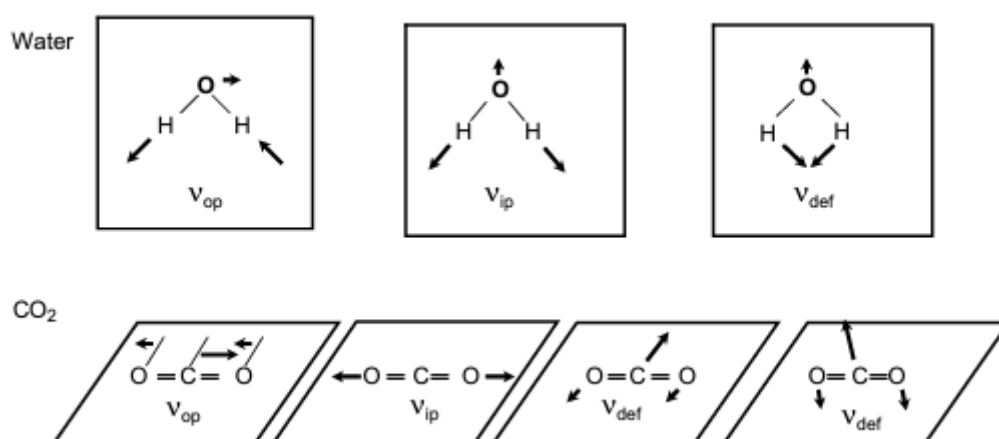 Water
O
H H
ν_op
O
H H
ν_ip
O
H H
ν_def
CO₂
O = C = O
ν_op
O = C = O
ν_ip
O = C = O
ν_def
O = C = O
ν_def